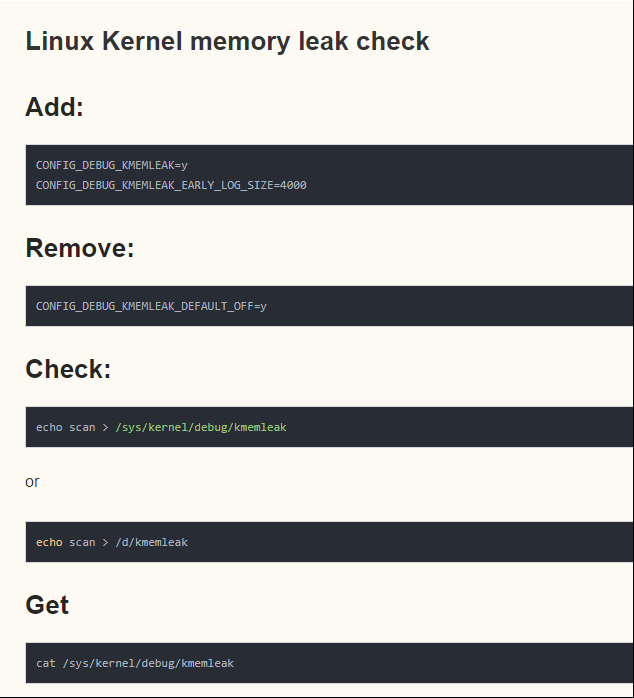 Linux Kernel memory leak check
Add:
CONFIG_DEBUG_KMEMLEAK=y
CONFIG_DEBUG_KMEMLEAK_EARLY_LOG_SIZE=4000
Remove:
CONFIG_DEBUG_KMEMLEAK_DEFAULT_OFF=y
Check:
echo scan > /sys/kernel/debug/kmemleak
or
echo scan > /d/kmemleak
Get
cat /sys/kernel/debug/kmemleak